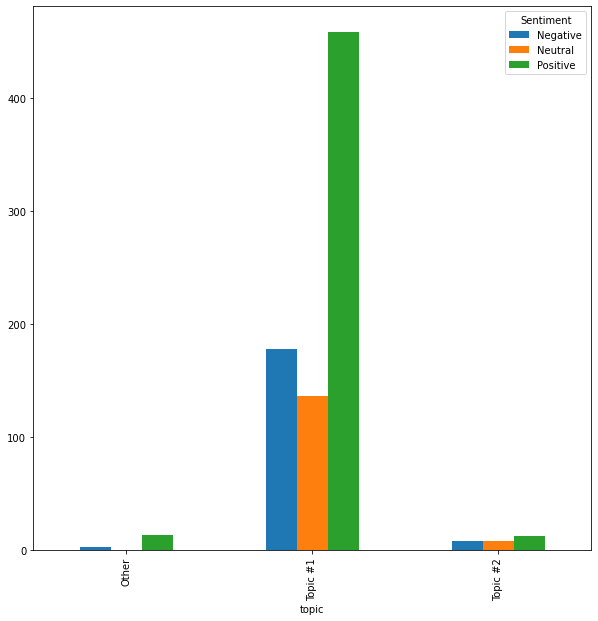 Sentiment
Negative
Neutral
Positive
400
300
200
100
0
Other
Topic #1
Topic #2
topic